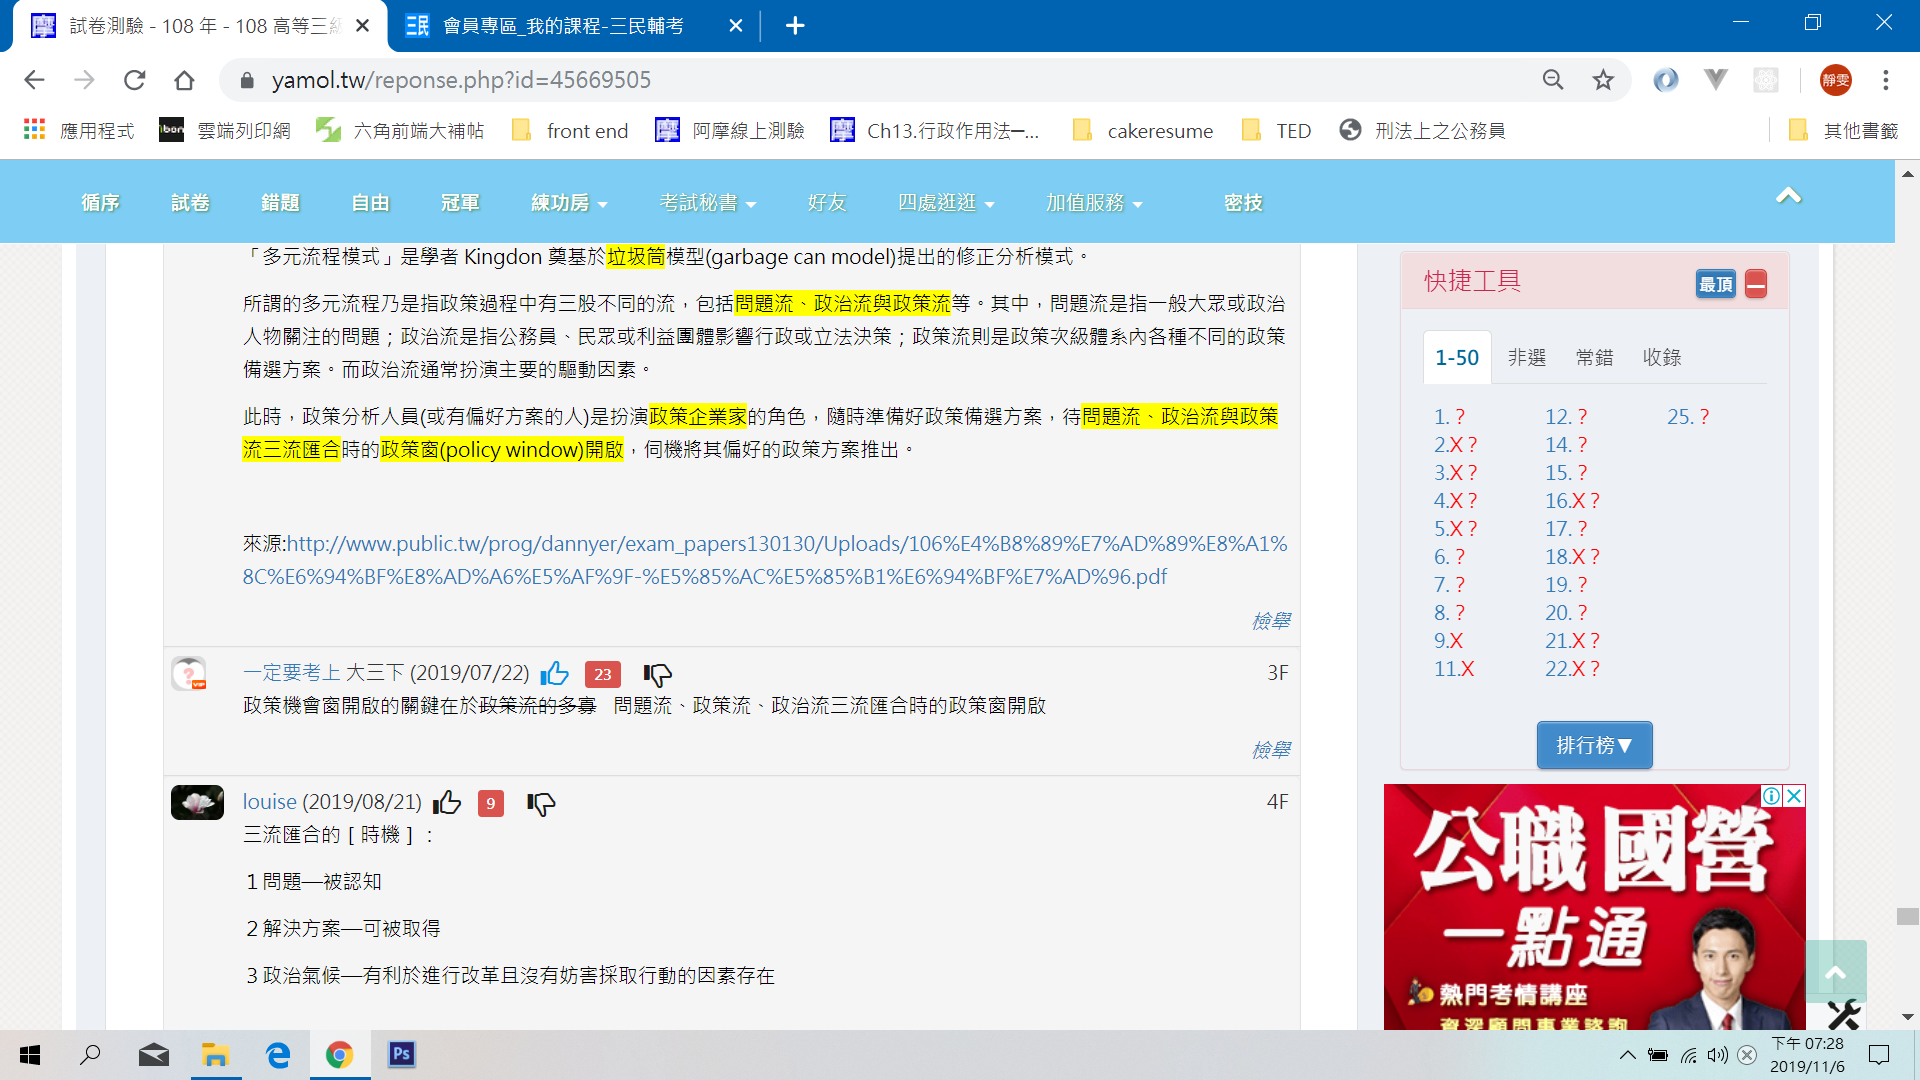 試卷測驗 - 108 年 - 108 高等三
會員專區_我的課程-三民輔考
yamol.tw/reponse.php?id=45669505
靜雯
應用程式
ibon
雲端列印網
六角前端大補帖
front end
阿摩線上測驗
Ch13.行政作用法─...
cakeresume
TED
刑法上之公務員
其他書籤
循序 試卷 錯題 自由 冠軍 練功房 考試秘書 好友 四處逛逛 加值服務 密技
「多元流程模式」是學者 Kingdon 奠基於垃圾筒模型(garbage can model)提出的修正分析模式。
所謂的多元流程乃是指政策過程中有三股不同的流，包括問題流、政治流與政策流等。其中，問題流是指一般大眾或政治
人物關注的問題；政治流是指公務員、民眾或利益團體影響行政或立法決策；政策流則是政策次級體系內各種不同的政策
備選方案。而政治流通常扮演主要的驅動因素。
此時，政策分析人員(或有偏好方案的人)是扮演政策企業家的角色，隨時準備好政策備選方案，待問題流、政治流與政策
流三流匯合時的政策窗(policy window)開啟，伺機將其偏好的政策方案推出。
來源:http://www.public.tw/prog/dannyer/exam_papers130130/Uploads/106%E4%B8%89%E7%AD%89%E8%A1%
8C%E6%94%BF%E8%AD%A6%E5%AF%9F-%E5%85%AC%E5%85%B1%E6%94%BF%E7%AD%96.pdf
檢舉
一定要考上 大三下 (2019/07/22) 23 3F
VIP
政策機會窗開啟的關鍵在於政策流的多寡 問題流、政策流、政治流三流匯合時的政策窗開啟
檢舉
louise (2019/08/21) 9 4F
三流匯合的［時機］：
１問題—被認知
２解決方案—可被取得
３政治氣候—有利於進行改革且沒有妨害採取行動的因素存在
快捷工具
最頂
1-50 非選 常錯 收錄
1. ? 12. ? 25. ?
2.X ? 14. ?
3.X ? 15. ?
4.X ? 16.X ?
5.X ? 17. ?
6. ? 18.X ?
7. ? 19. ?
8. ? 20. ?
9.X 21.X ?
11.X 22.X ?
排行榜▼
公職 國營
一點通
熱門考情講座
資深顧問專業諮詢
Ps
下午 07:28
2019/11/6